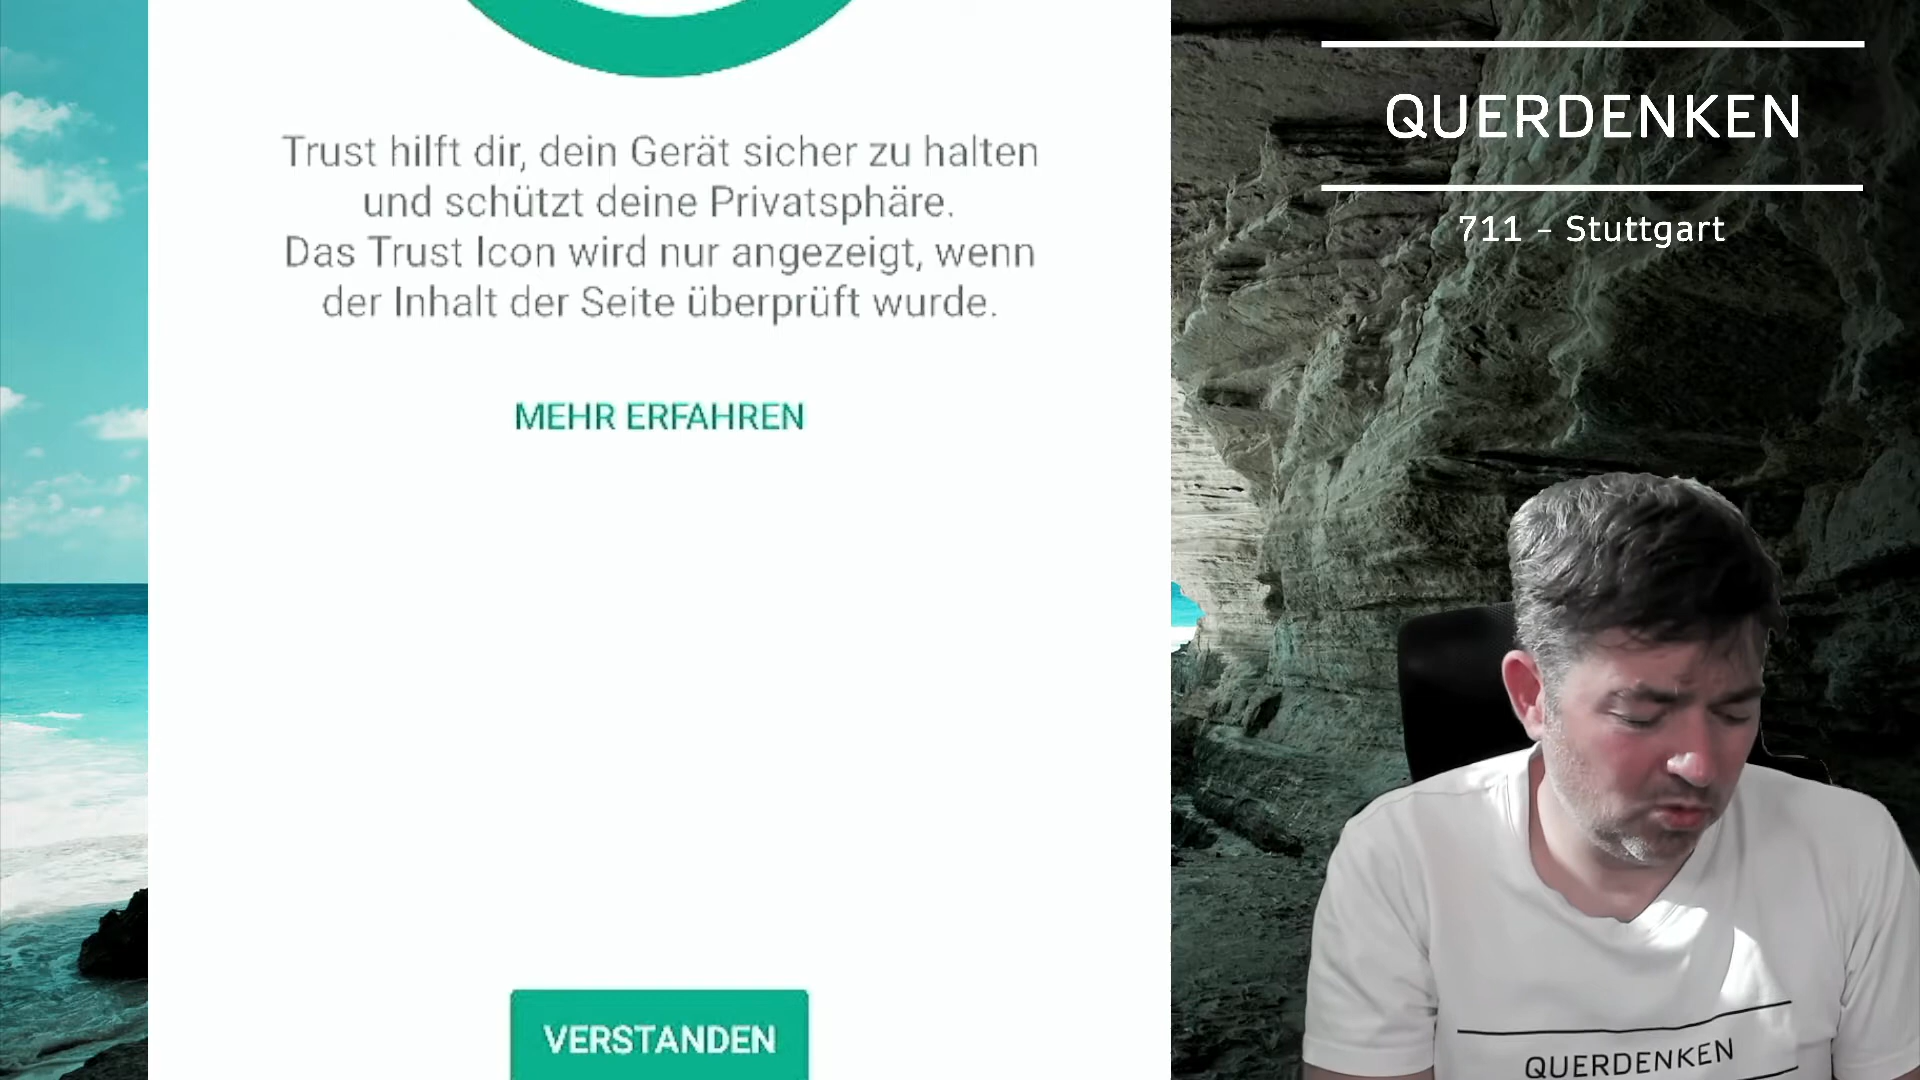 Trust hilft dir, dein Gerät sicher zu halten
und schützt deine Privatsphäre.
Das Trust Icon wird nur angezeigt, wenn
der Inhalt der Seite überprüft wurde.
MEHR ERFAHREN
VERSTANDEN
QUERDENKEN
711 – Stuttgart
QUERDENKEN